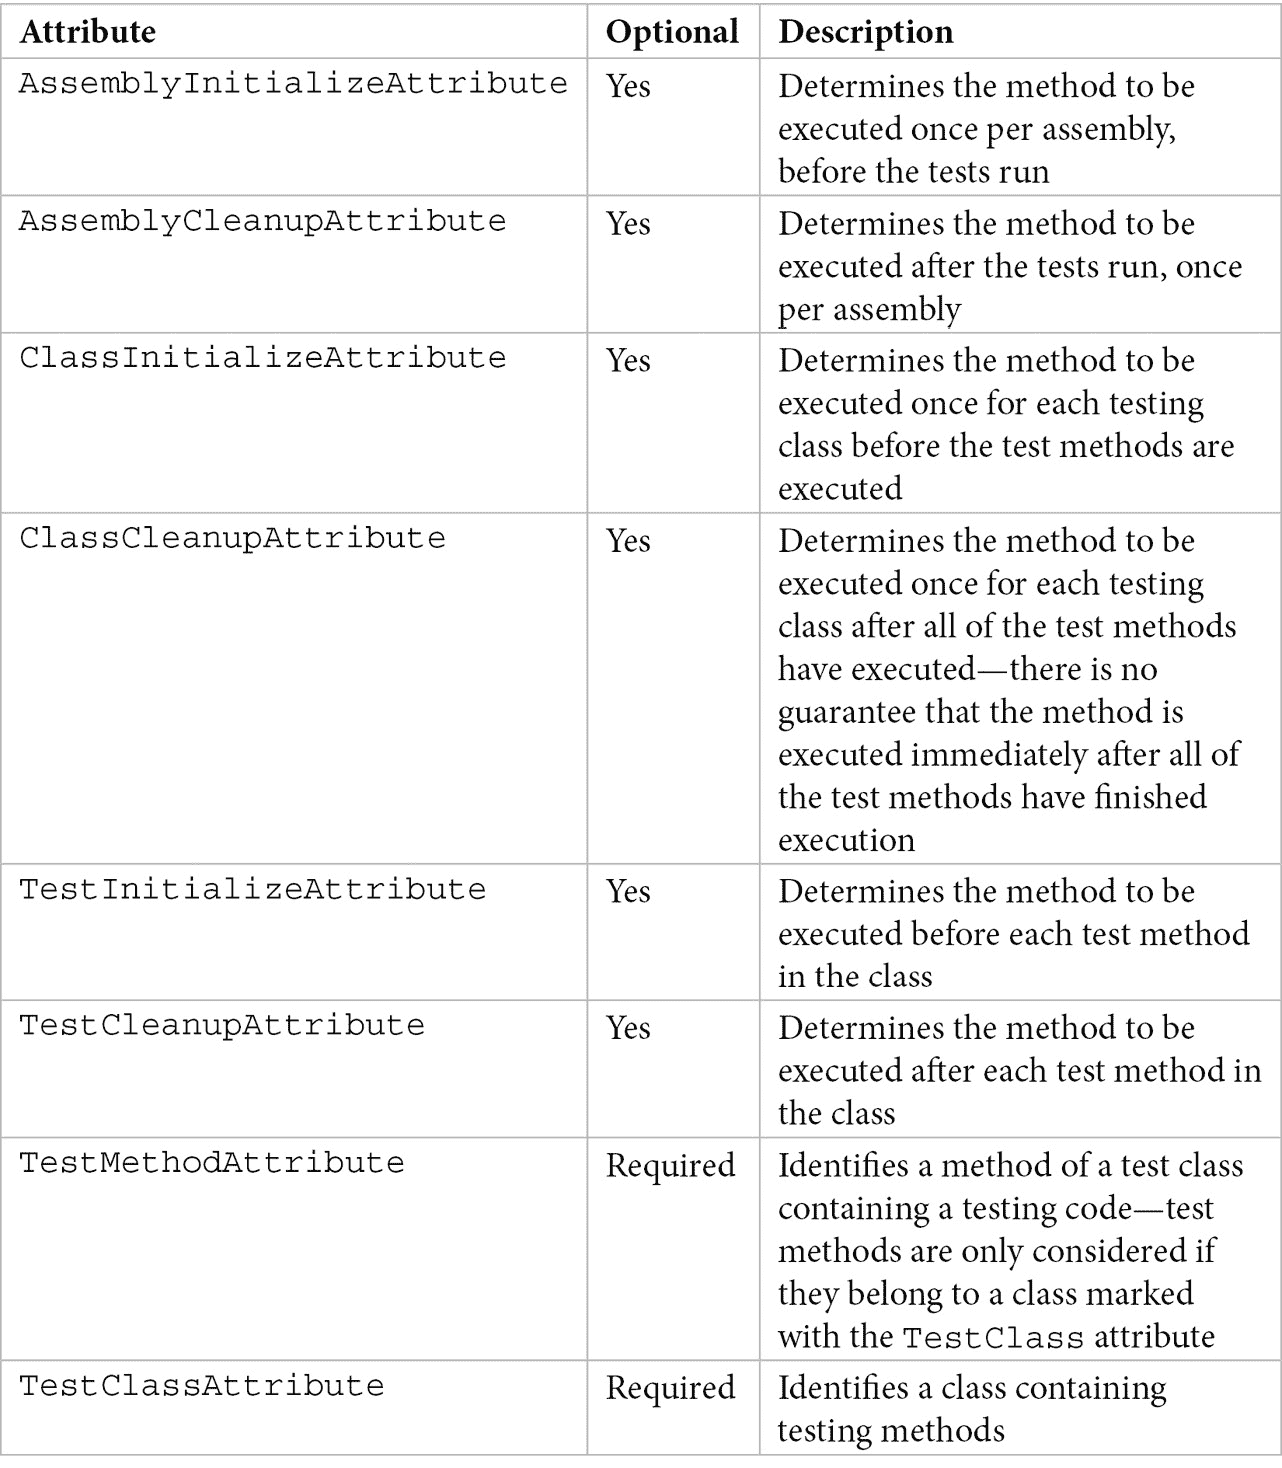 Attribute Optional Description
AssemblyInitializeAttribute Yes Determines the method to be
executed once per assembly,
before the tests run
AssemblyCleanupAttribute Yes Determines the method to be
executed after the tests run, once
per assembly
ClassInitializeAttribute Yes Determines the method to be
executed once for each testing
class before the test methods are
executed
ClassCleanupAttribute Yes Determines the method to be
executed once for each testing
class after all of the test methods
have executed—there is no
guarantee that the method is
executed immediately after all of
the test methods have finished
execution
TestInitializeAttribute Yes Determines the method to be
executed before each test method
in the class
TestCleanupAttribute Yes Determines the method to be
executed after each test method in
the class
TestMethodAttribute Required Identifies a method of a test class
containing a testing code—test
methods are only considered if
they belong to a class marked
with the TestClass attribute
TestClassAttribute Required Identifies a class containing
testing methods